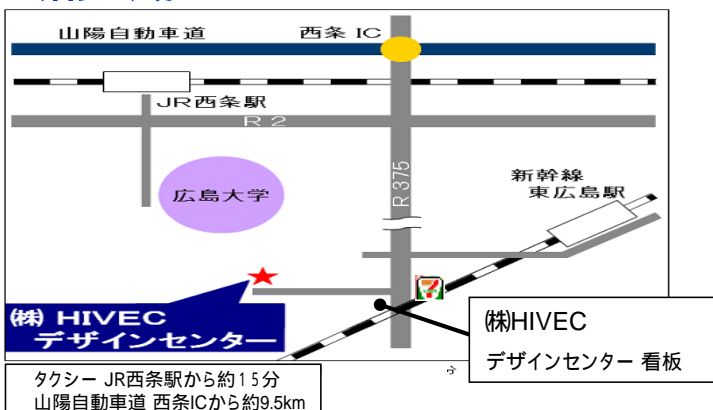 山陽自動車道
西条 IC
JR西条駅
R 2
R 375
広島大学
新幹線
東広島駅
7
(株) HIVEC
デザインセンター
(株)HIVEC
デザインセンター 看板
タクシー JR西条駅から約15分
山陽自動車道 西条ICから約9.5km